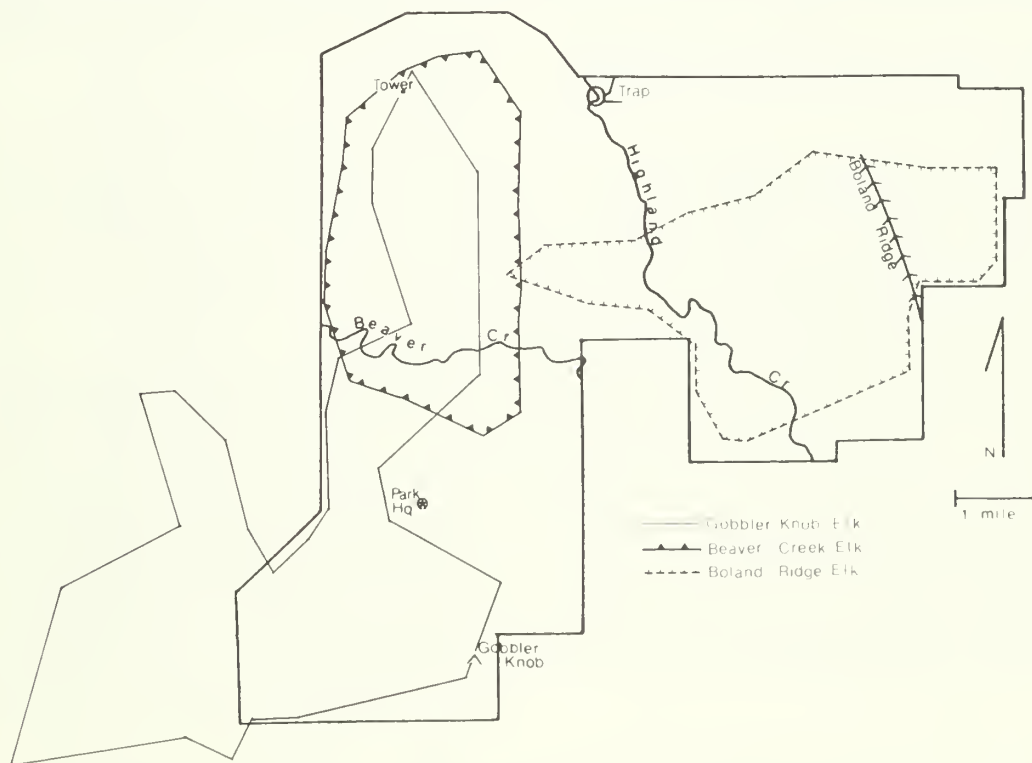 Tower
Trap
Highland
Boland Ridge
Beaver Cr
Cr
N
1 mile
Park
Hq
Gobbler Knob Elk
Beaver Creek Elk
Boland Ridge Elk
Gobbler
Knob